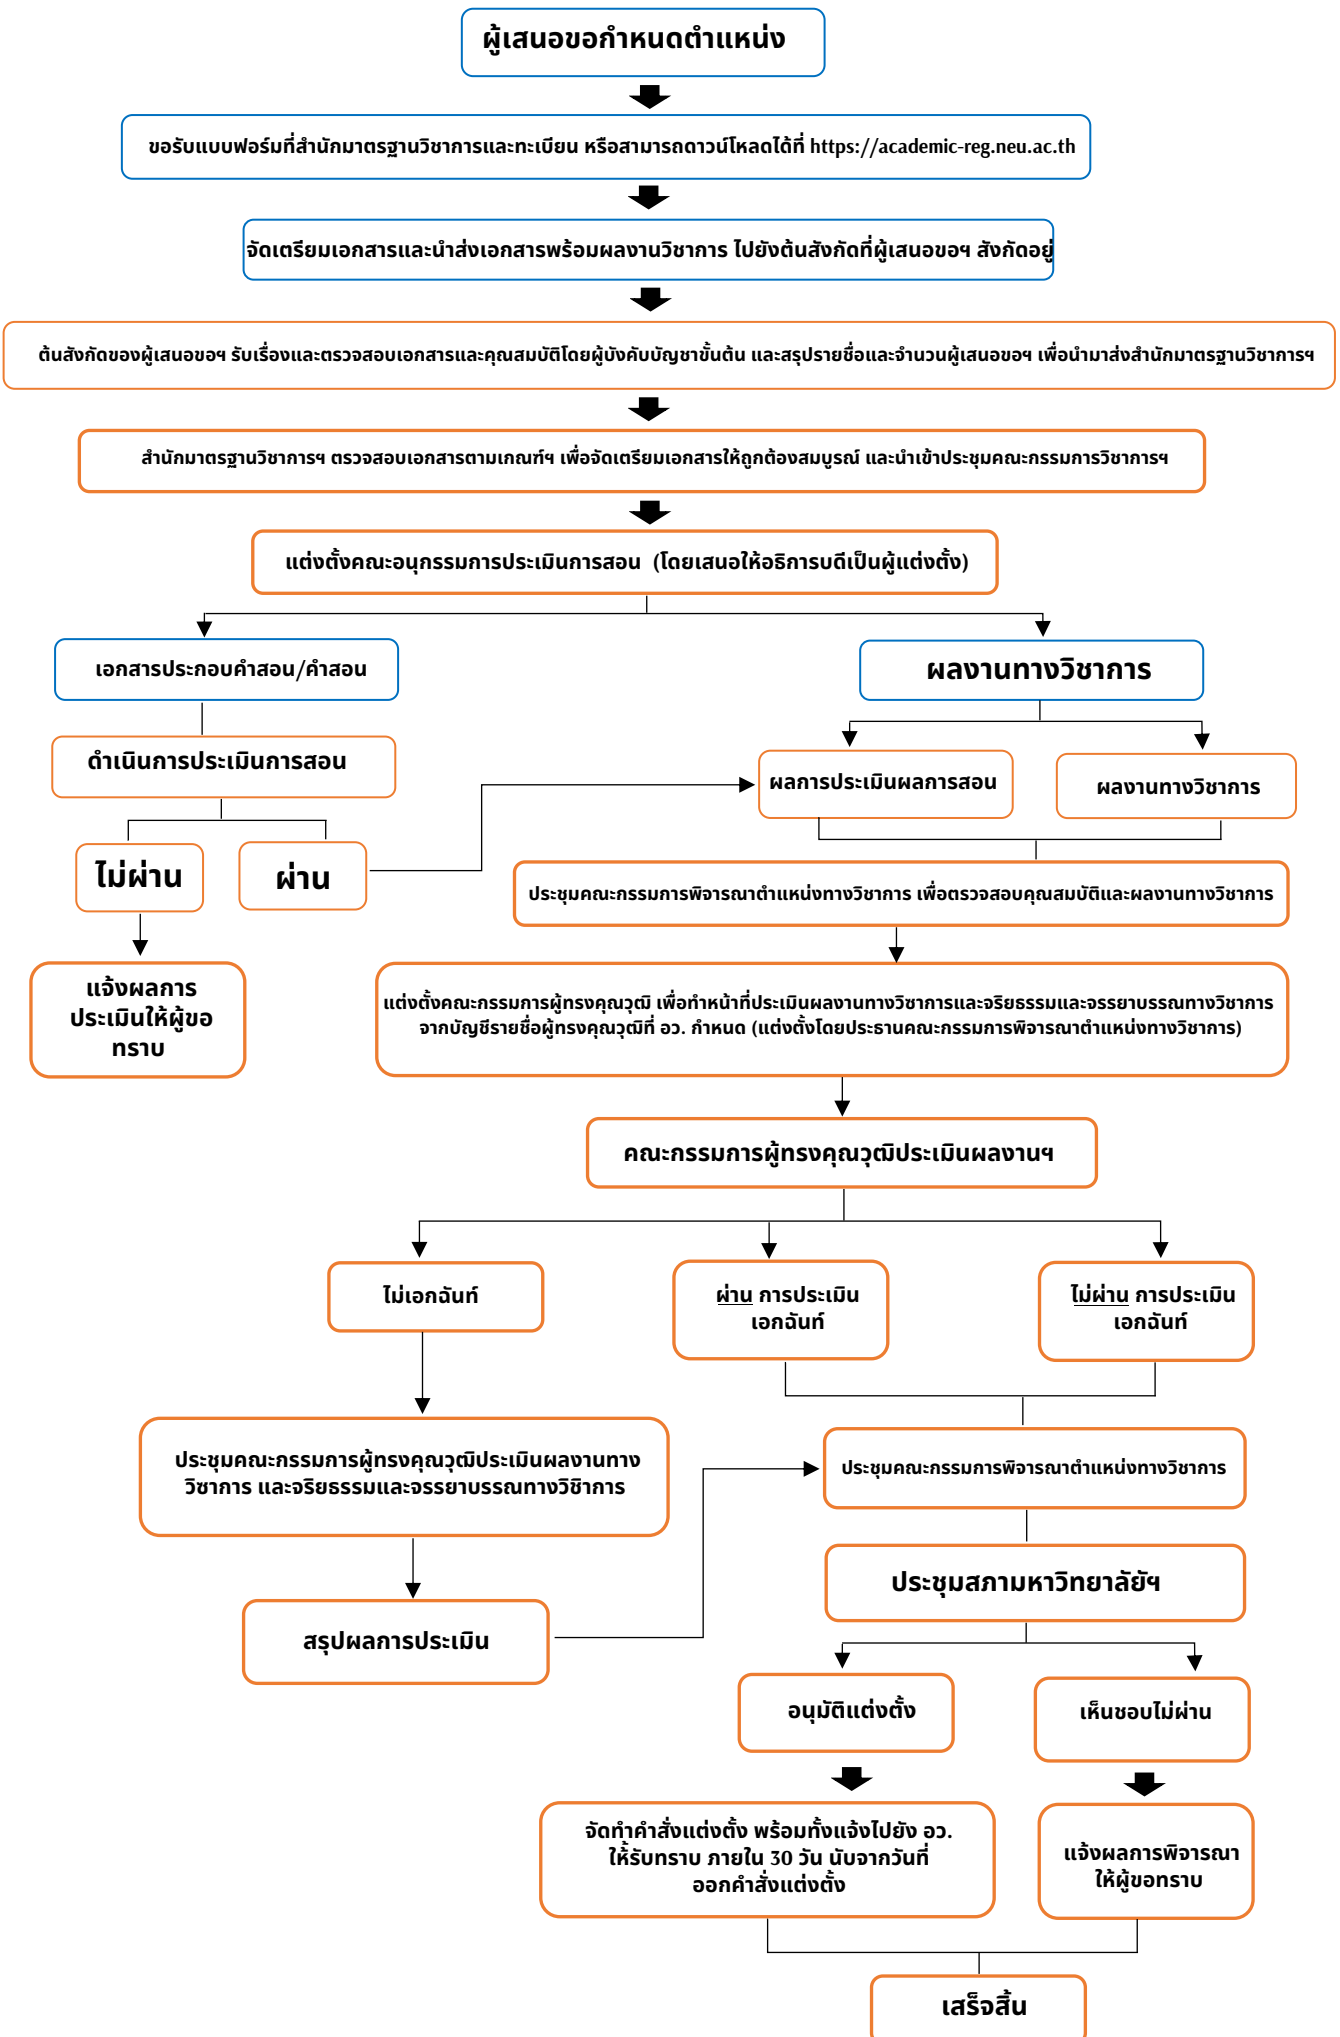 ผู้เสนอขอกำหนดตำแหน่ง
ขอรับแบบฟอร์มที่สำนักมาตรฐานวิชาการและทะเบียน หรือสามารถดาวน์โหลดได้ที่ https://academic-reg.neu.ac.th
จัดเตรียมเอกสารและนำส่งเอกสารพร้อมผลงานวิชาการ ไปยังต้นสังกัดที่ผู้เสนอขอฯ สังกัดอยู่
ต้นสังกัดของผู้เสนอขอฯ รับเรื่องและตรวจสอบเอกสารและคุณสมบัติโดยผู้บังคับบัญชาขั้นต้น และสรุปรายชื่อและจำนวนผู้เสนอขอฯ เพื่อนำมาส่งสำนักมาตรฐานวิชาการฯ
สำนักมาตรฐานวิชาการฯ ตรวจสอบเอกสารตามเกณฑ์ฯ เพื่อจัดเตรียมเอกสารให้ถูกต้องสมบูรณ์ และนำเข้าประชุมคณะกรรมการวิชาการฯ
แต่งตั้งคณะอนุกรรมการประเมินการสอน (โดยเสนอให้อธิการบดีเป็นผู้แต่งตั้ง)
เอกสารประกอบคำสอน/คำสอน
ผลงานทางวิชาการ
ดำเนินการประเมินการสอน
ผลการประเมินผลการสอน
ผลงานทางวิชาการ
ไม่ผ่าน
ผ่าน
ประชุมคณะกรรมการพิจารณาตำแหน่งทางวิชาการ เพื่อตรวจสอบคุณสมบัติและผลงานทางวิชาการ
แจ้งผลการ
ประเมินให้ผู้ขอ
ทราบ
แต่งตั้งคณะกรรมการผู้ทรงคุณวุฒิ เพื่อทำหน้าที่ประเมินผลงานทางวิชาการและจริยธรรมและจรรยาบรรณทางวิชาการ
จากบัญชีรายชื่อผู้ทรงคุณวุฒิที่ อว. กำหนด (แต่งตั้งโดยประธานคณะกรรมการพิจารณาตำแหน่งทางวิชาการ)
คณะกรรมการผู้ทรงคุณวุฒิประเมินผลงานฯ
ไม่เอกฉันท์
ผ่าน การประเมิน
เอกฉันท์
ไม่ผ่าน การประเมิน
เอกฉันท์
ประชุมคณะกรรมการผู้ทรงคุณวุฒิประเมินผลงานทาง
วิซาการ และจริยธรรมและจรรยาบรรณทางวิชิาการ
ประชุมคณะกรรมการพิจารณาตำแหน่งทางวิชาการ
ประชุมสภามหาวิทยาลัยัฯ
สรุปผลการประเมิน
อนุมัติแต่งตั้ง
เห็นชอบไม่ผ่าน
จัดทำคำสั่งแต่งตั้ง พร้อมทั้งแจ้งไปยัง อว.
ให้รับทราบ ภายใน 30 วัน นับจากวันที่
ออกคำสั่งแต่งตั้ง
แจ้งผลการพิจารณา
ให้ผู้ขอทราบ
เสร็จสิ้น